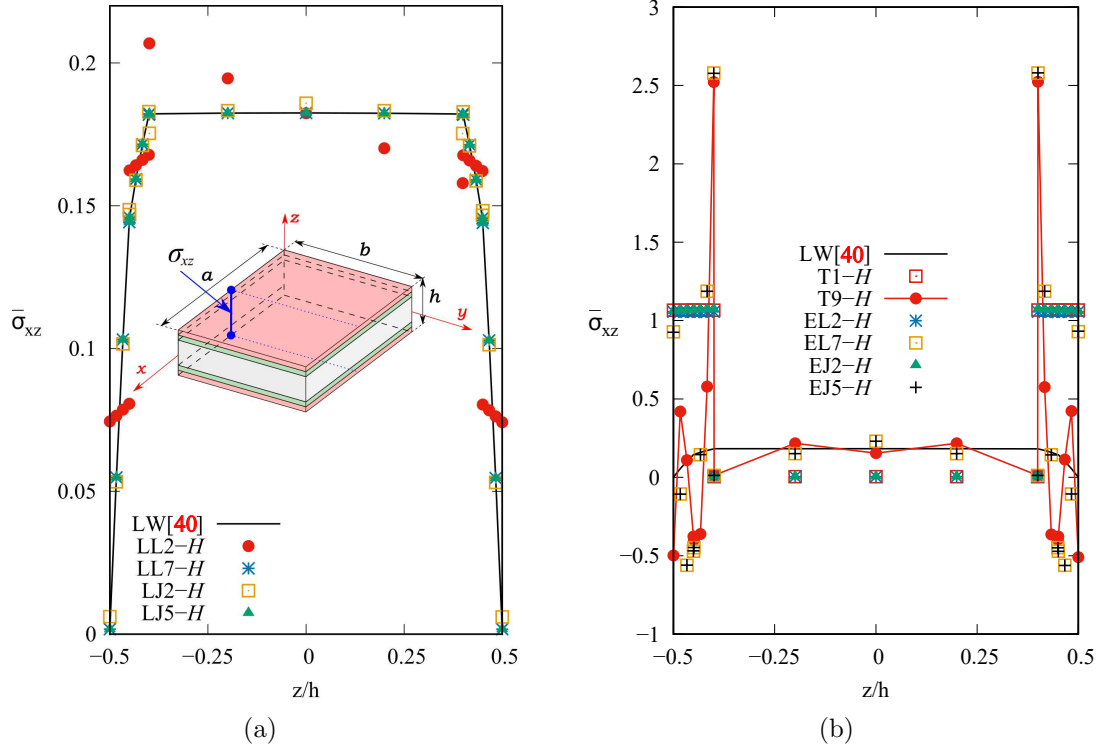 0.2
0.15
0.1
0.05
0
σ̅xz
−0.5
−0.25
0
0.25
0.5
z/h
σxz
a
b
h
z
y
x
LW[40]
LL2−H
LL7−H
LJ2−H
LJ5−H
(a)
3
2.5
2
1.5
1
0.5
0
−0.5
−1
σ̅xz
−0.5
−0.25
0
0.25
0.5
z/h
LW[40]
T1−H
T9−H
EL2−H
EL7−H
EJ2−H
EJ5−H
(b)